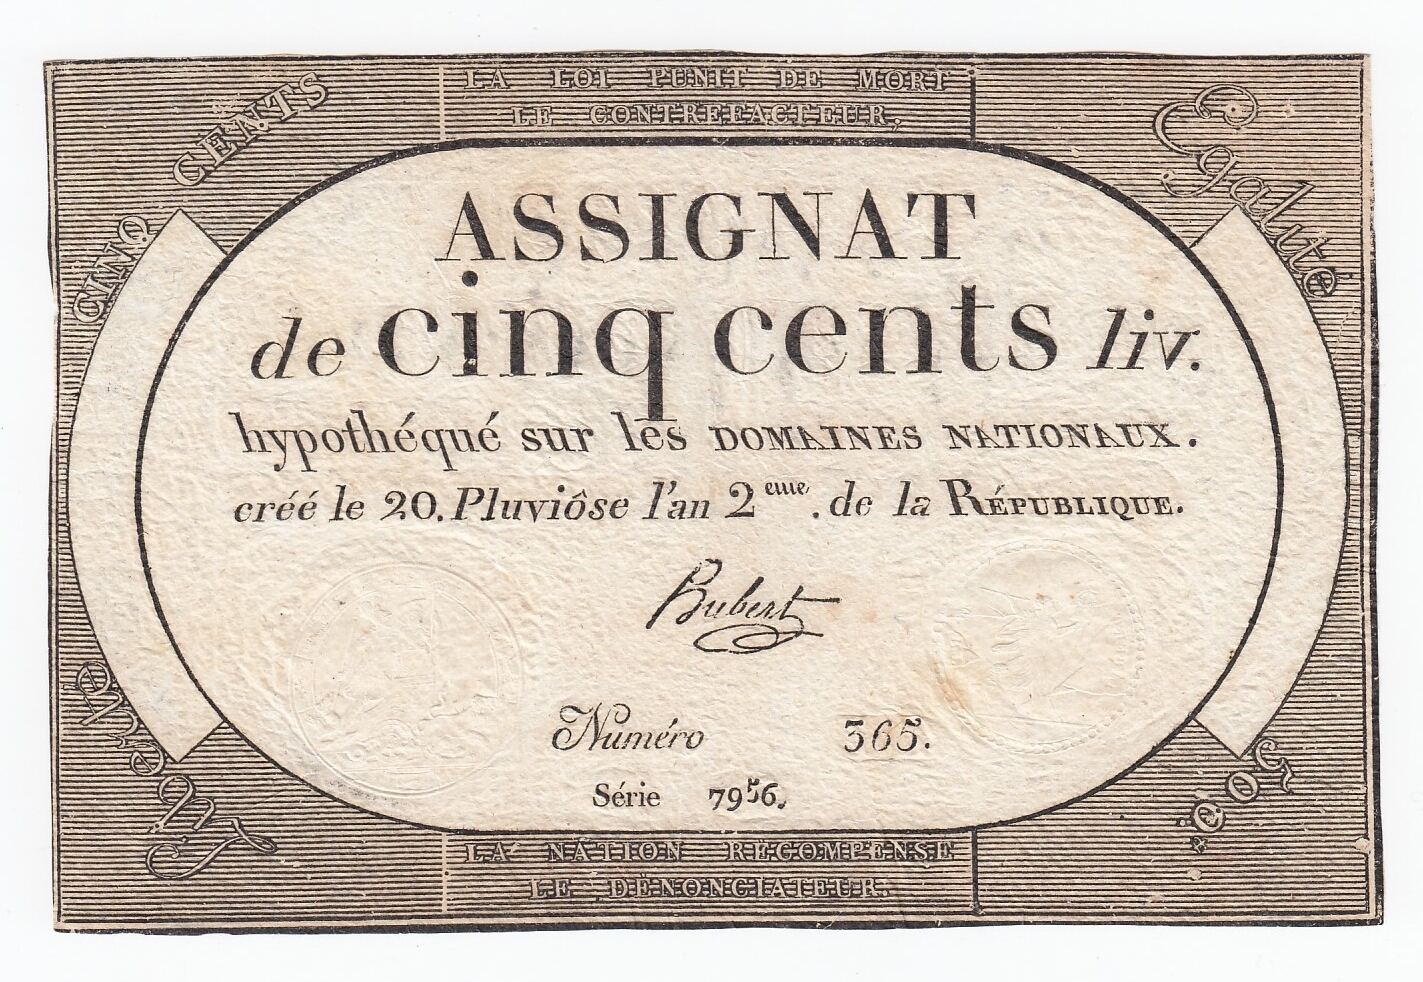 LA LOI PUNIT DE MORT
LE CONTREFACTEUR.
CINQ CENTS
Egalité
ASSIGNAT
de cinq cents liv.
hypothéqué sur les DOMAINES NATIONAUX.
créé le 20. Pluviôse l'an 2eme. de la RÉPUBLIQUE.
Numéro 365.
Série 7956.
Liberté
500#
LA NATION RÉCOMPENSE
LE DÉNONCIATEUR.